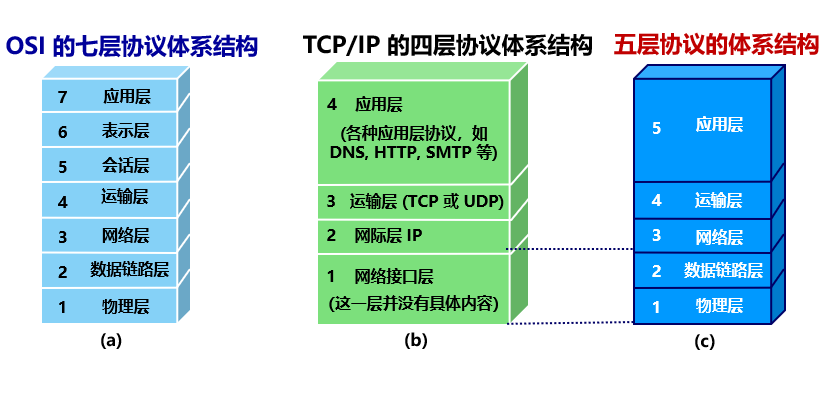 OSI 的七层协议体系结构
7 应用层
6 表示层
5 会话层
4 运输层
3 网络层
2 数据链路层
1 物理层
(a)
TCP/IP 的四层协议体系结构
4 应用层
(各种应用层协议，如
DNS, HTTP, SMTP 等)
3 运输层 (TCP 或 UDP)
2 网际层 IP
1 网络接口层
(这一层并没有具体内容)
(b)
五层协议的体系结构
5 应用层
4 运输层
3 网络层
2 数据链路层
1 物理层
(c)